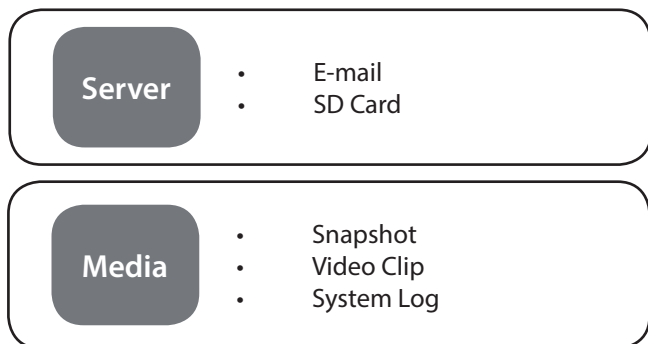 Server
• E-mail
• SD Card
Media
• Snapshot
• Video Clip
• System Log